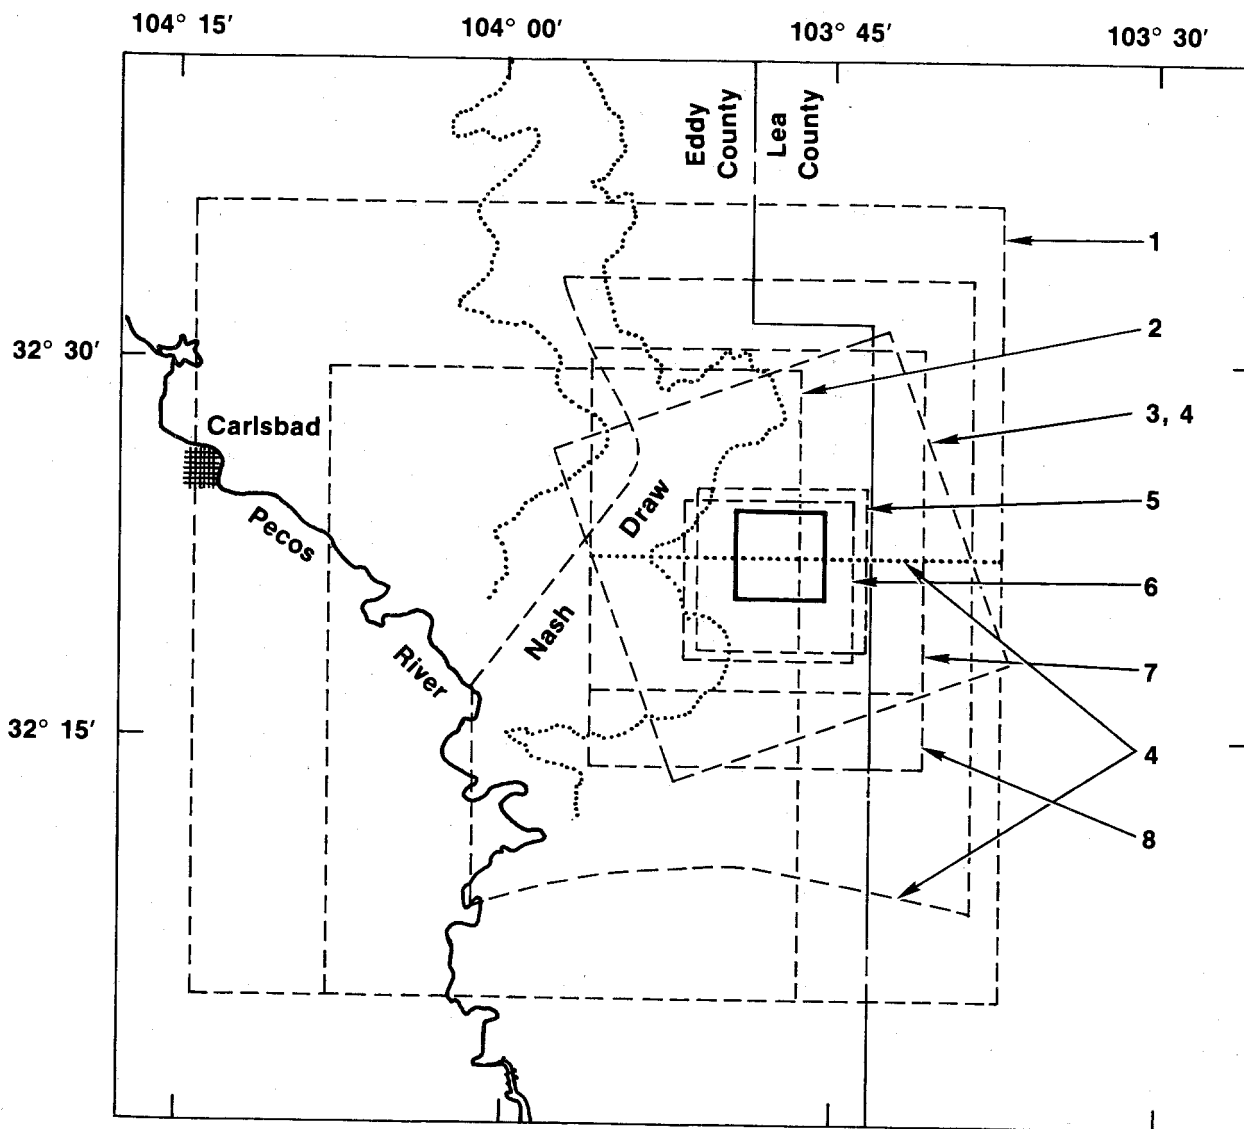 104° 15′
104° 00′
103° 45′
103° 30′
Eddy
County
Lea
County
1
2
32° 30′
3, 4
Carlsbad
5
Draw
Pecos
6
Nash
River
7
32° 15′
4
8